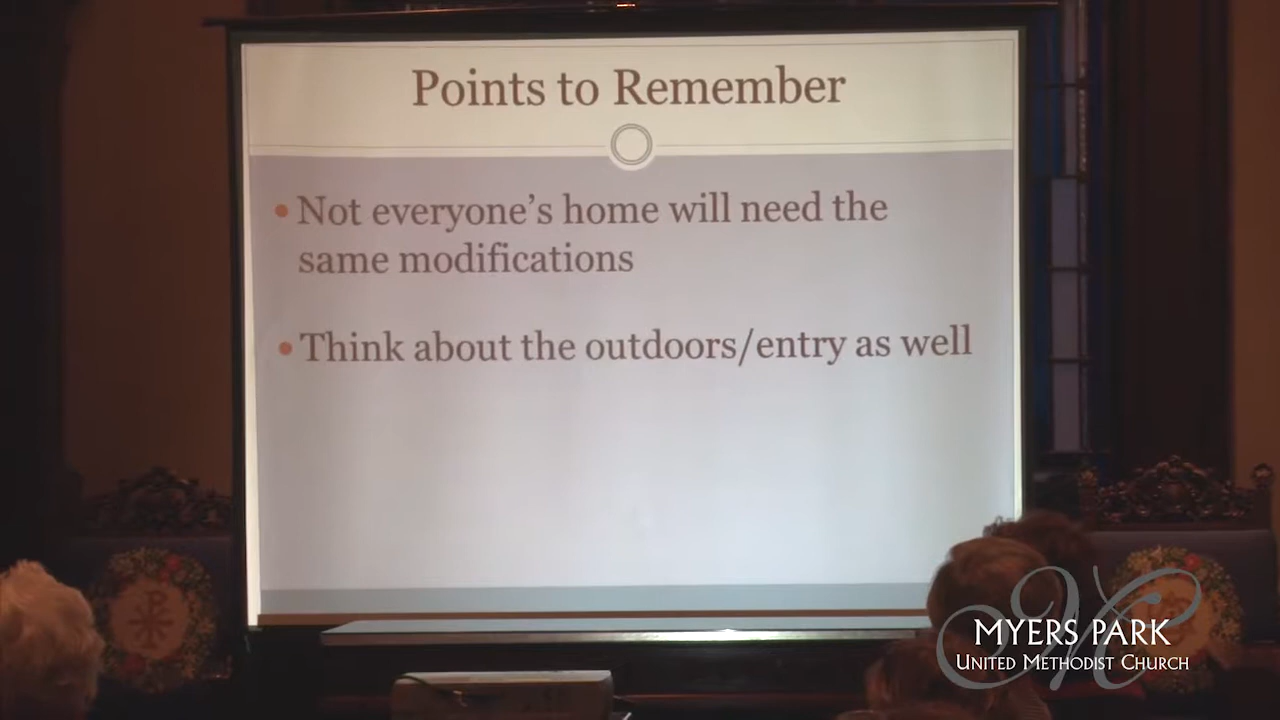 Points to Remember
• Not everyone's home will need the
same modifications
• Think about the outdoors/entry as well
MYERS PARK
UNITED METHODIST CHURCH